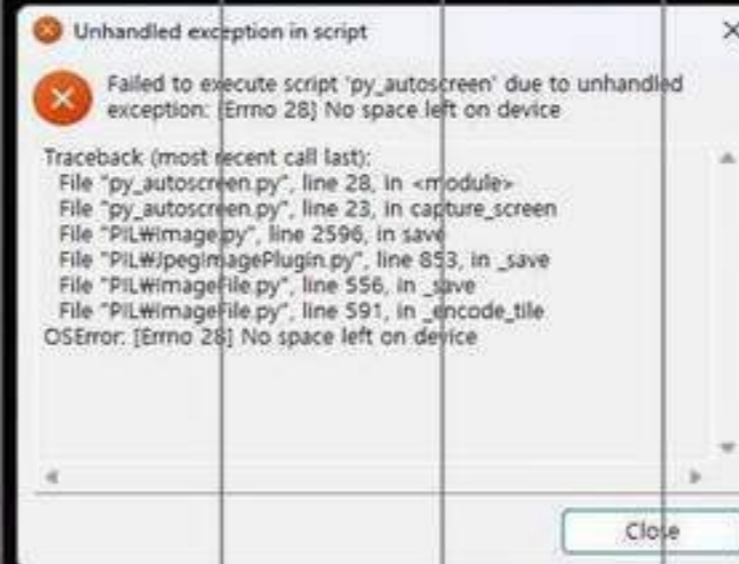 Unhandled exception in script
Failed to execute script 'py_autoscreen' due to unhandled
exception: [Errno 28] No space left on device
Traceback (most recent call last):
File "py_autoscreen.py", line 28, in <module>
File "py_autoscreen.py", line 23, in capture_screen
File "PIL₩Image.py", line 2596, in save
File "PIL₩JpegImagePlugin.py", line 853, in _save
File "PIL₩ImageFile.py", line 556, in _save
File "PIL₩ImageFile.py", line 591, in _encode_tile
OSError: [Errno 28] No space left on device
Close